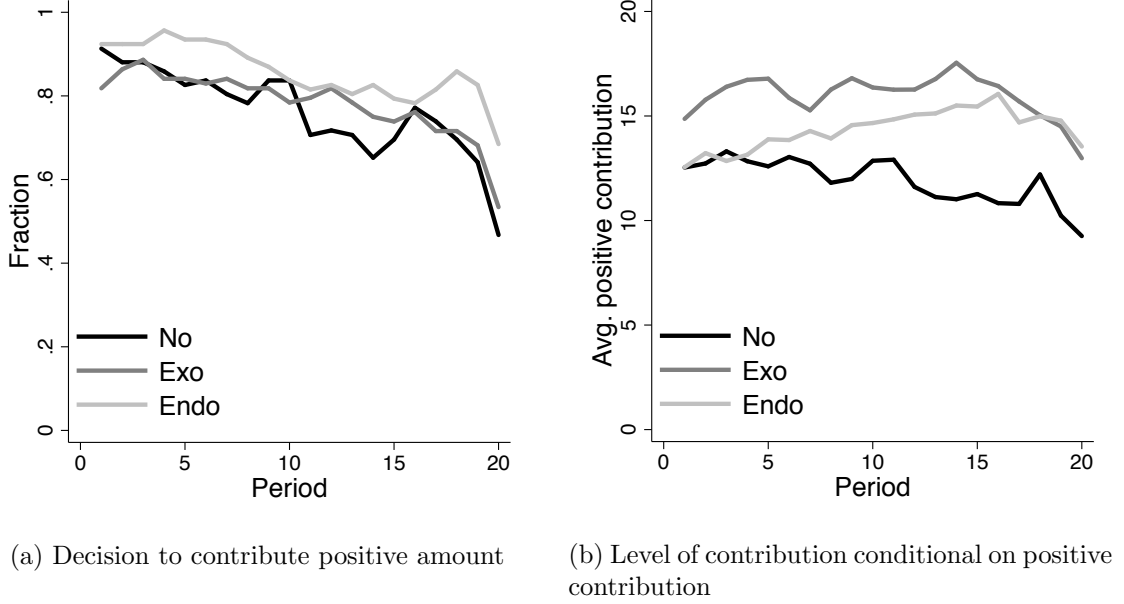 1
.8
.6
.4
.2
0
Fraction
No
Exo
Endo
0 5 10 15 20
Period
(a) Decision to contribute positive amount
20
15
10
5
0
Avg. positive contribution
No
Exo
Endo
0 5 10 15 20
Period
(b) Level of contribution conditional on positive
contribution